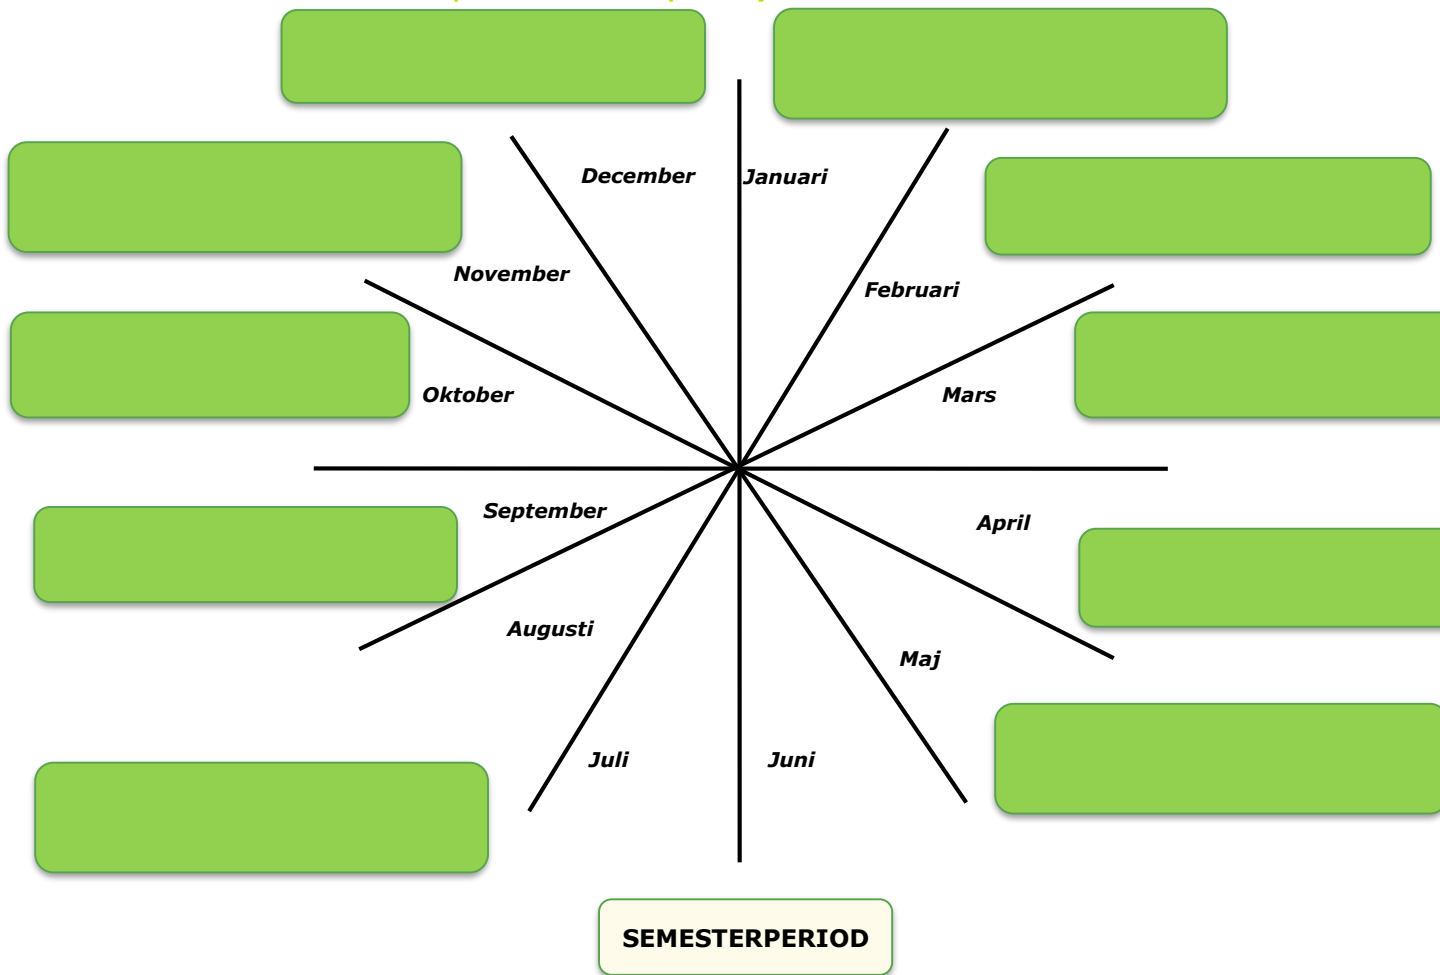 December
Januari
November
Februari
Oktober
Mars
September
April
Augusti
Maj
Juli
Juni
SEMESTERPERIOD